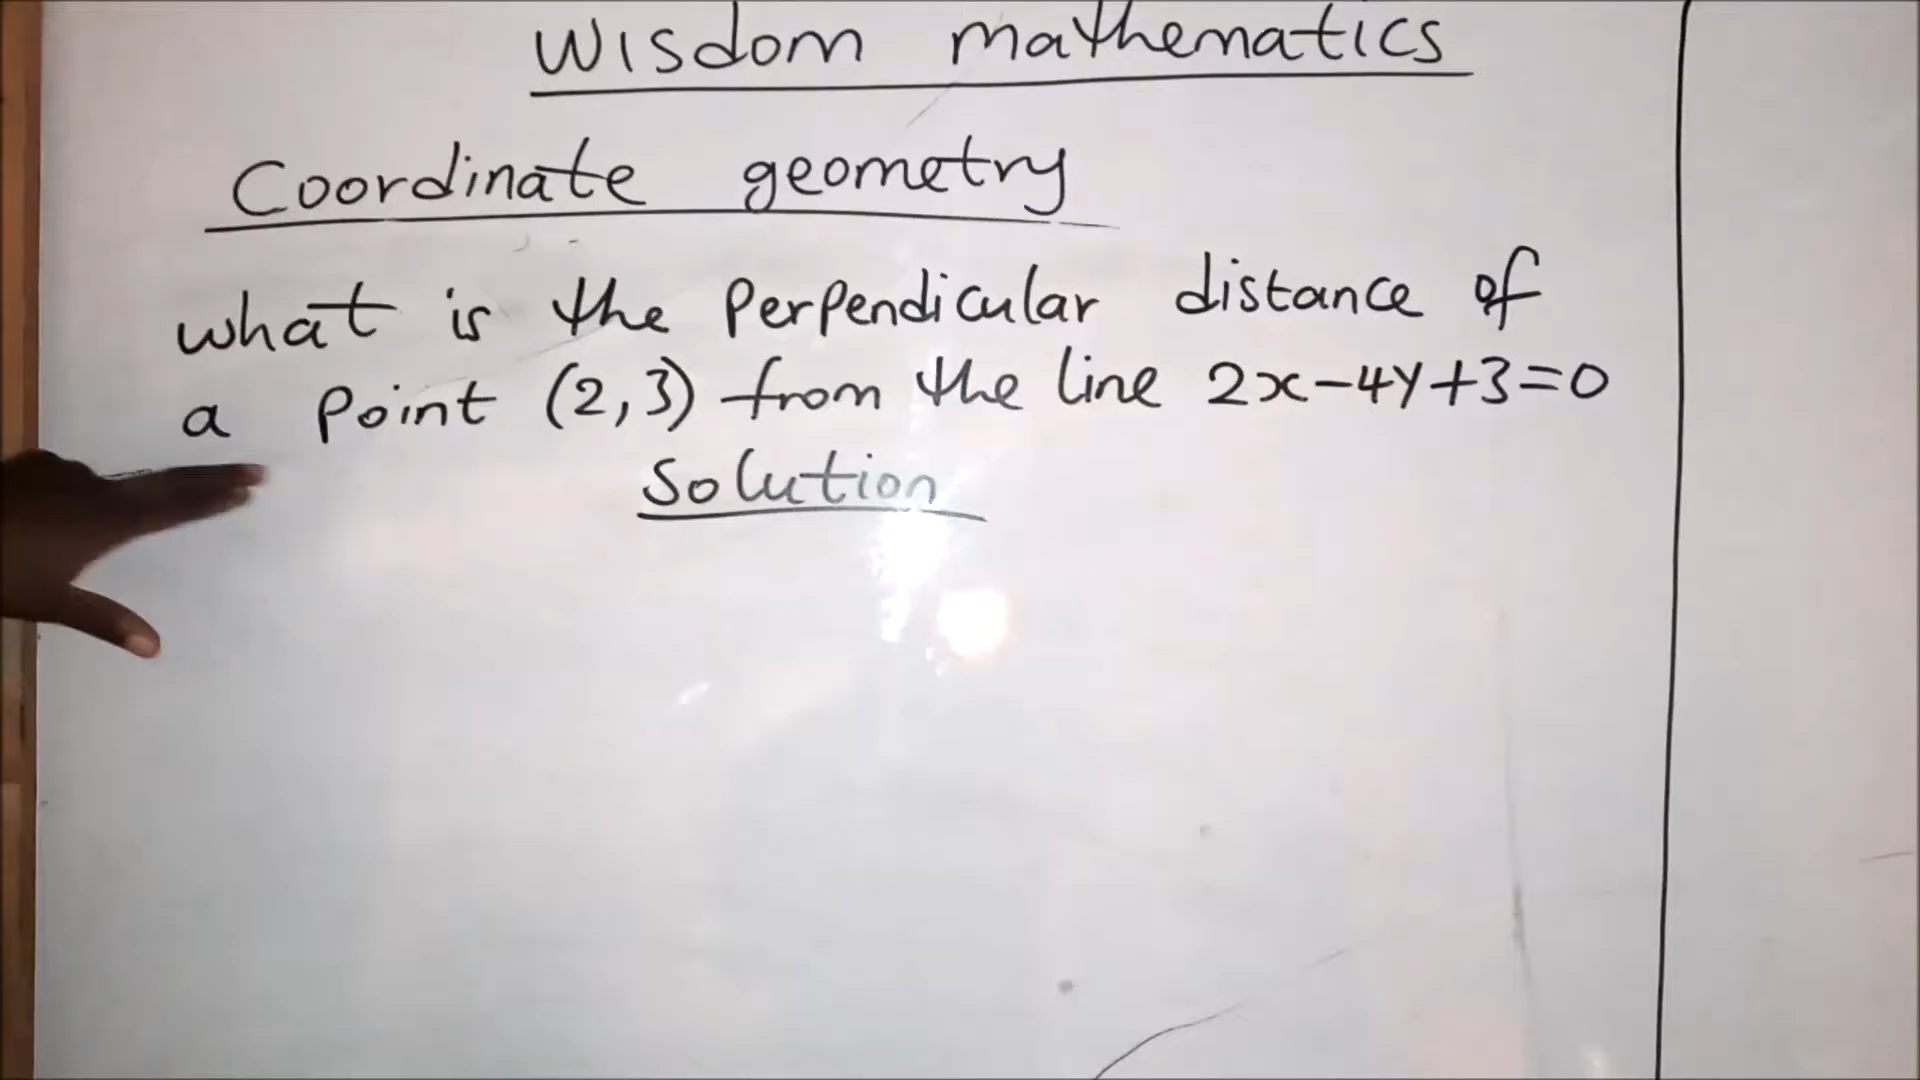 Wisdom mathematics
Coordinate geometry
what is the Perpendicular distance of
a point (2,3) from the line 2x-4y+3=0
Solution